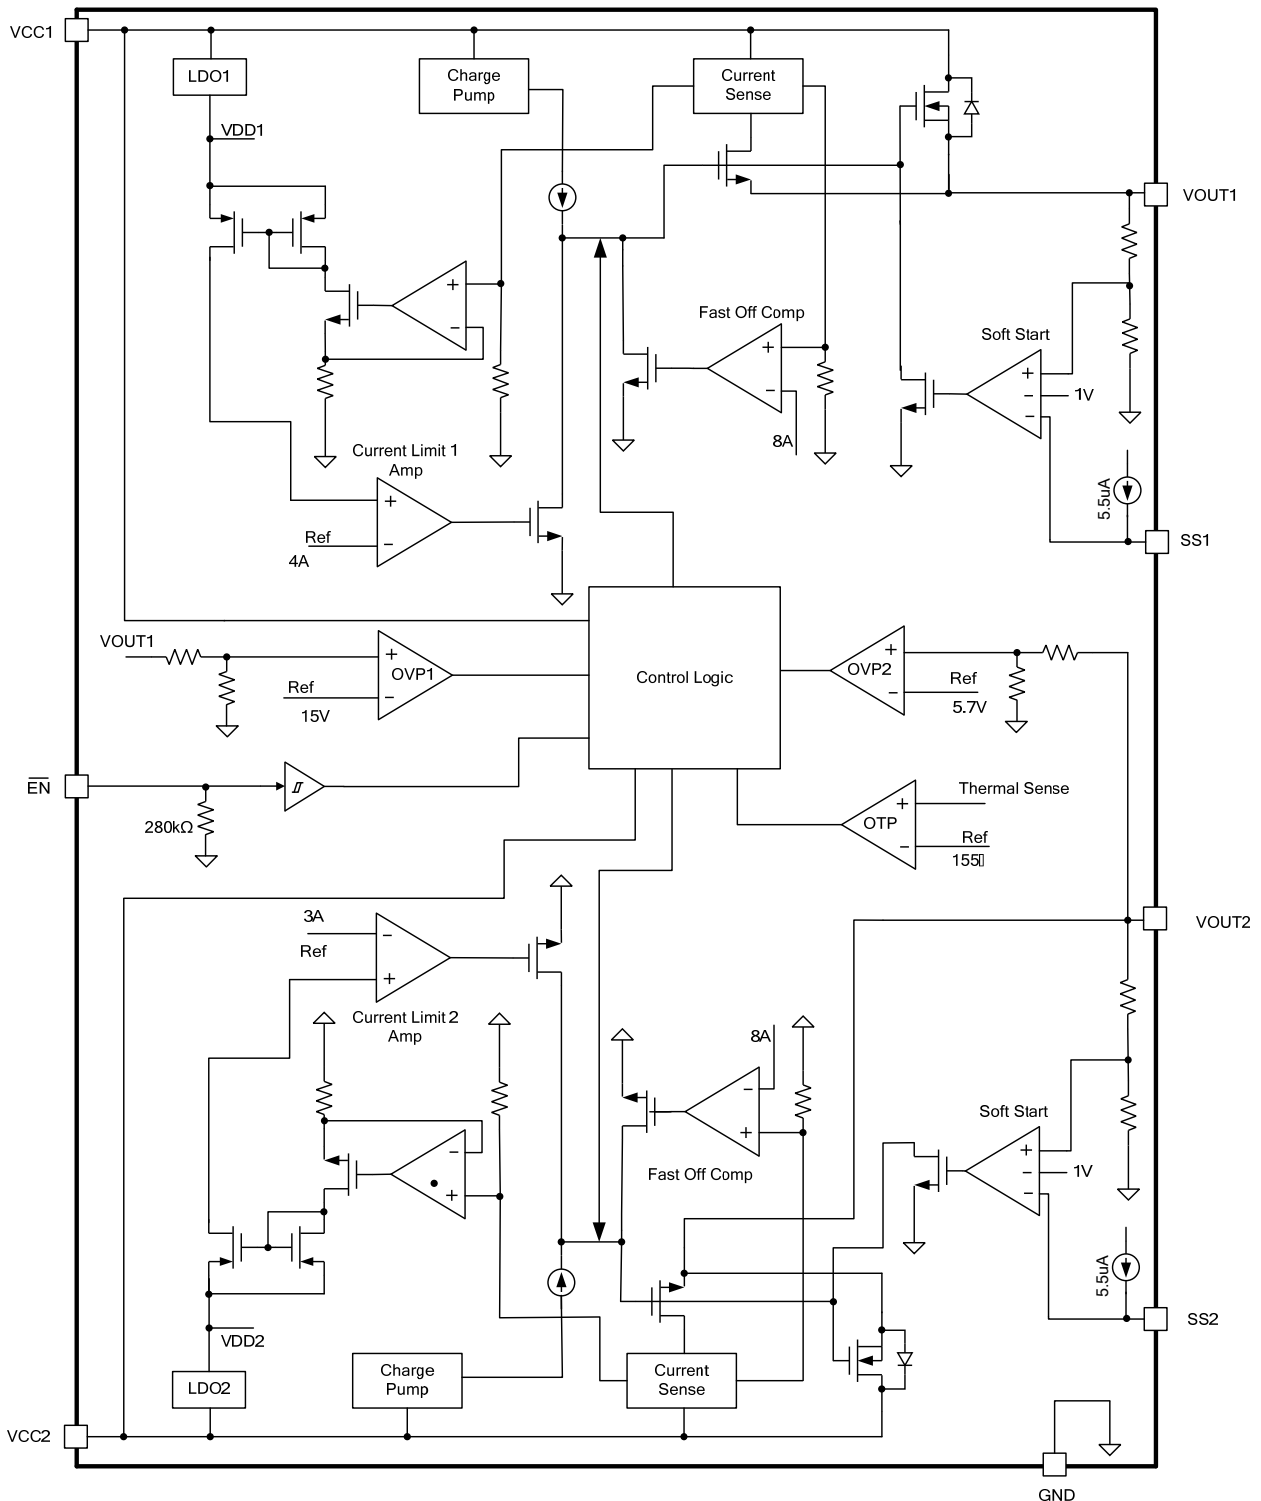 VCC1
LDO1
Charge
Pump
Current
Sense
VDD1
VOUT1
+
−
Fast Off Comp
+
−
8A
Soft Start
+
−
1V
−
Current Limit 1
Amp
+
Ref
−
4A
5.5uA
SS1
VOUT1
+
OVP1
Ref
−
15V
Control Logic
+
OVP2
Ref
−
5.7V
EN
280kΩ
Thermal Sense
+
OTP
Ref
−
155▯
3A
−
Ref
+
Current Limit 2
Amp
VOUT2
8A
−
+
Fast Off Comp
−
+
Soft Start
+
−
1V
−
5.5uA
SS2
VDD2
LDO2
Charge
Pump
Current
Sense
VCC2
GND